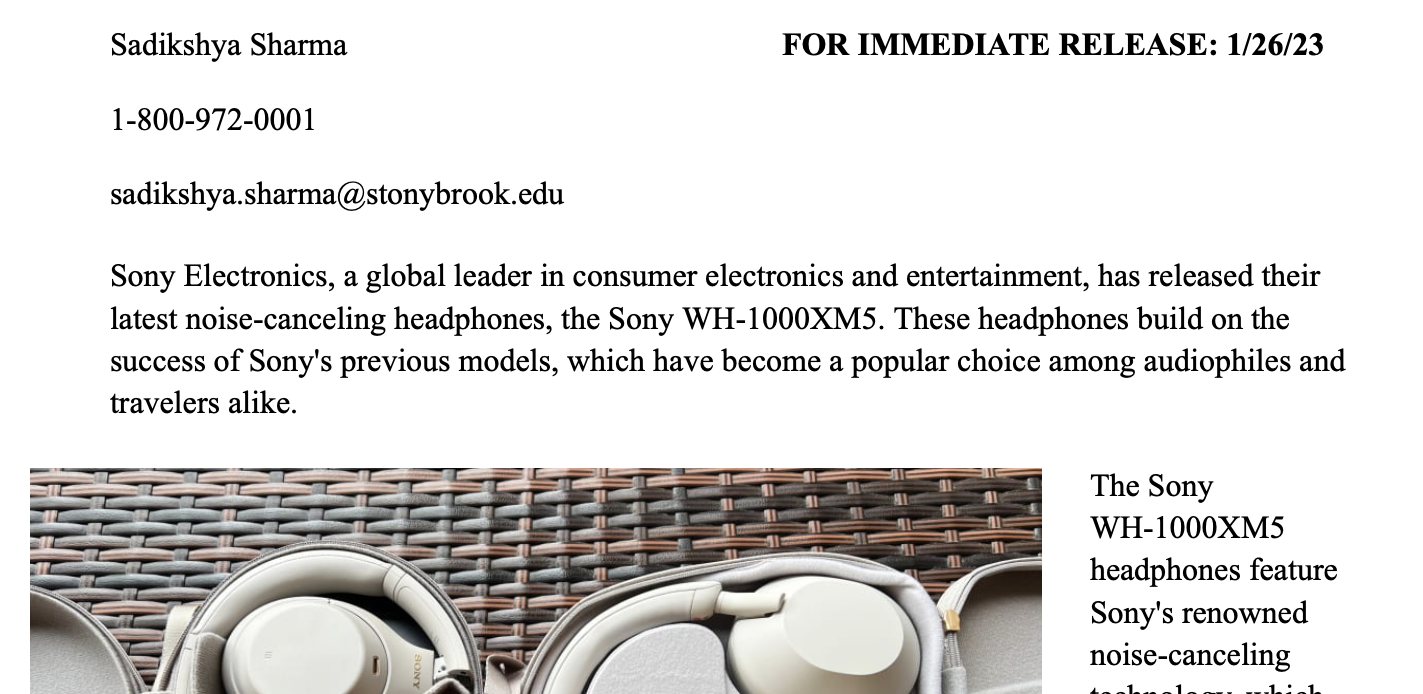 Sadikshya Sharma
FOR IMMEDIATE RELEASE: 1/26/23
1-800-972-0001
sadikshya.sharma@stonybrook.edu
Sony Electronics, a global leader in consumer electronics and entertainment, has released their
latest noise-canceling headphones, the Sony WH-1000XM5. These headphones build on the
success of Sony's previous models, which have become a popular choice among audiophiles and
travelers alike.
The Sony
WH-1000XM5
headphones feature
Sony's renowned
noise-canceling
technology, which
SONY